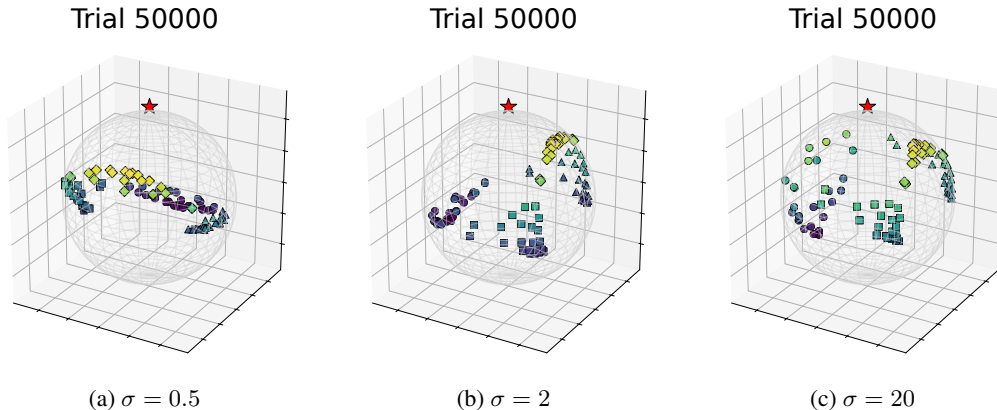 Trial 50000
Trial 50000
Trial 50000
(a) σ = 0.5
(b) σ = 2
(c) σ = 20